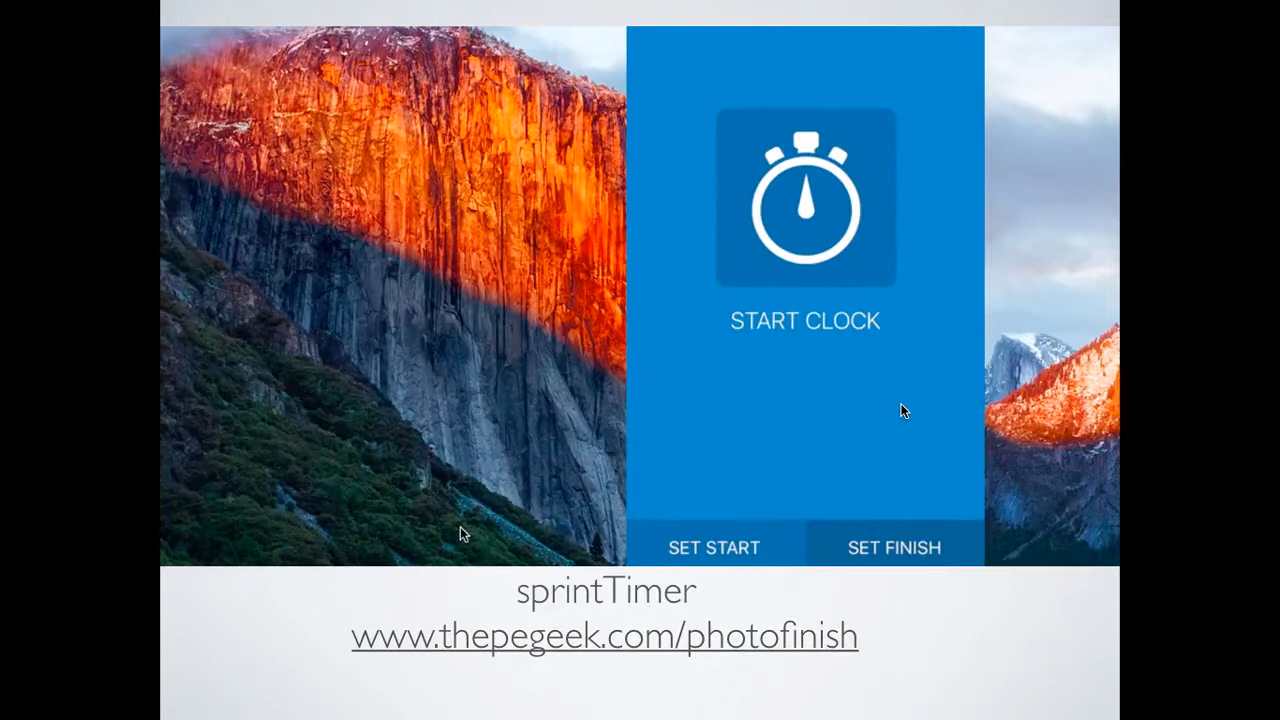 START CLOCK
SET START
SET FINISH
sprintTimer
www.thepegeek.com/photofinish